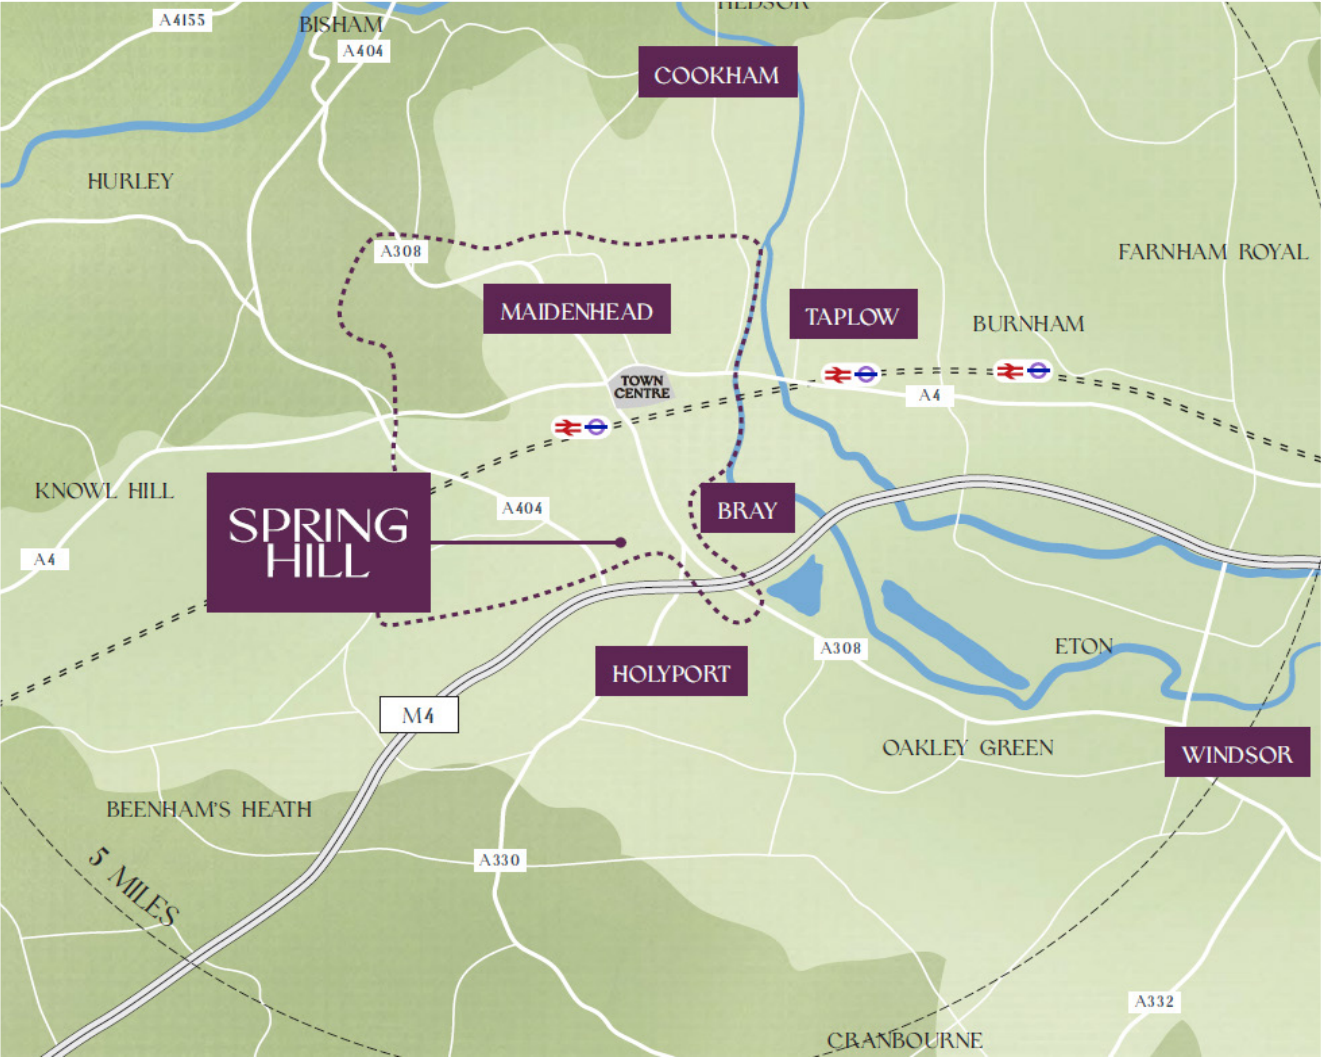 HEDSOR
A4155
BISHAM
A404
COOKHAM
HURLEY
A308
FARNHAM ROYAL
MAIDENHEAD
TAPLOW
BURNHAM
TOWN
CENTRE
A4
KNOWL HILL
A404
BRAY
SPRING
HILL
A4
HOLYPORT
A308
ETON
M4
OAKLEY GREEN
WINDSOR
BEENHAM'S HEATH
5 MILES
A330
A332
CRANBOURNE